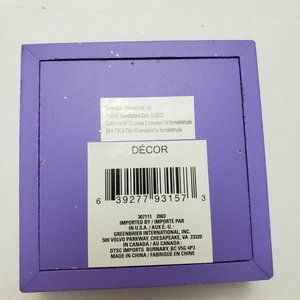 Greenbrier International, Inc.
Product Manufacture Date:
California 93120 phase 2 compliant for formaldehyde
EPA TSCA Title VI compliant for formaldehyde
DÉCOR
6 39277 93157 3
307111 2003
IMPORTED BY / IMPORTÉ PAR
IN U.S.A. / AUX É.-U. :
GREENBRIER INTERNATIONAL, INC.
500 VOLVO PARKWAY, CHESAPEAKE, VA 23320
IN CANADA / AU CANADA :
DTSC IMPORTS, BURNABY, BC V5G 4P3
MADE IN CHINA / FABRIQUÉ EN CHINE